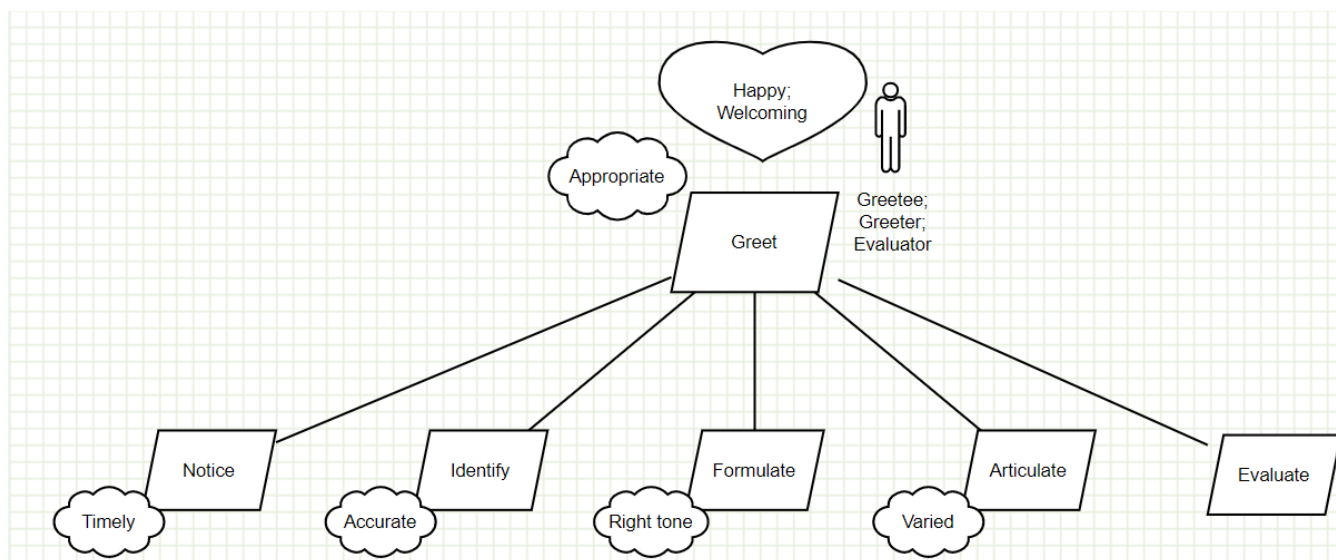 Happy;
Welcoming
Appropriate
Greetee;
Greeter;
Evaluator
Greet
Notice
Identify
Formulate
Articulate
Evaluate
Timely
Accurate
Right tone
Varied